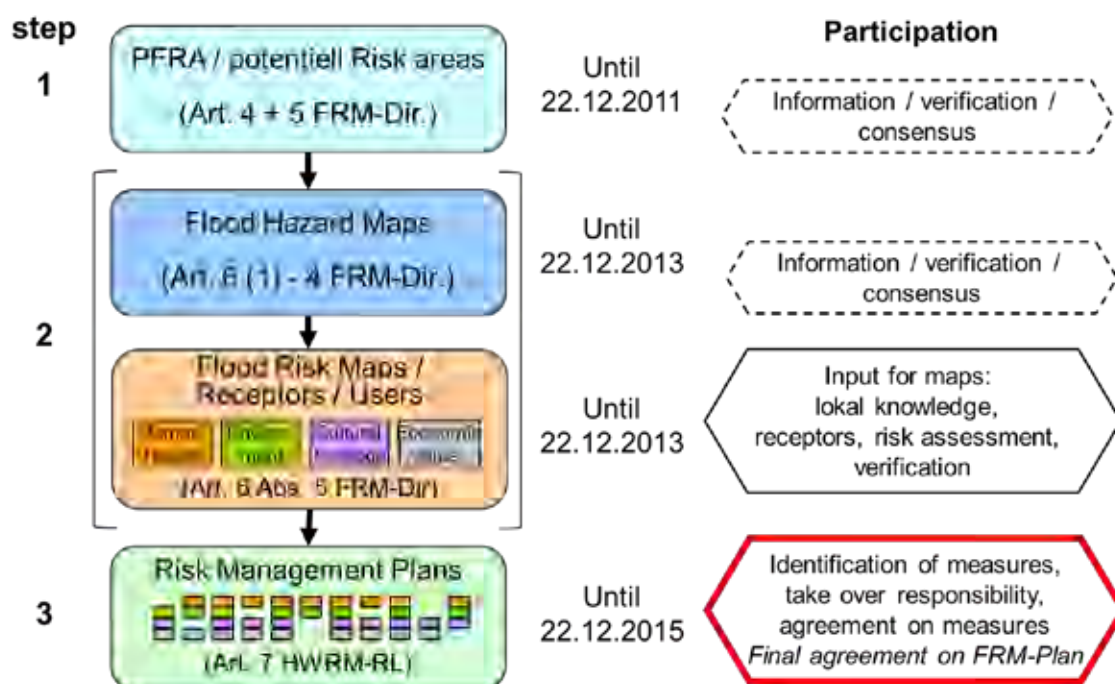 step
Participation
1
PFRA / potentiell Risk areas
(Art. 4 + 5 FRM-Dir.)
Until
22.12.2011
Information / verification /
consensus
2
Flood Hazard Maps
(Art. 6 (1) - 4 FRM-Dir.)
Until
22.12.2013
Information / verification /
consensus
Flood Risk Maps /
Receptors / Users
(Art. 6 Abs. 5 FRM-Dir)
Until
22.12.2013
Input for maps:
lokal knowledge,
receptors, risk assessment,
verification
3
Risk Management Plans
(Art. 7 HWRM-RL)
Until
22.12.2015
Identification of measures,
take over responsibility,
agreement on measures
Final agreement on FRM-Plan